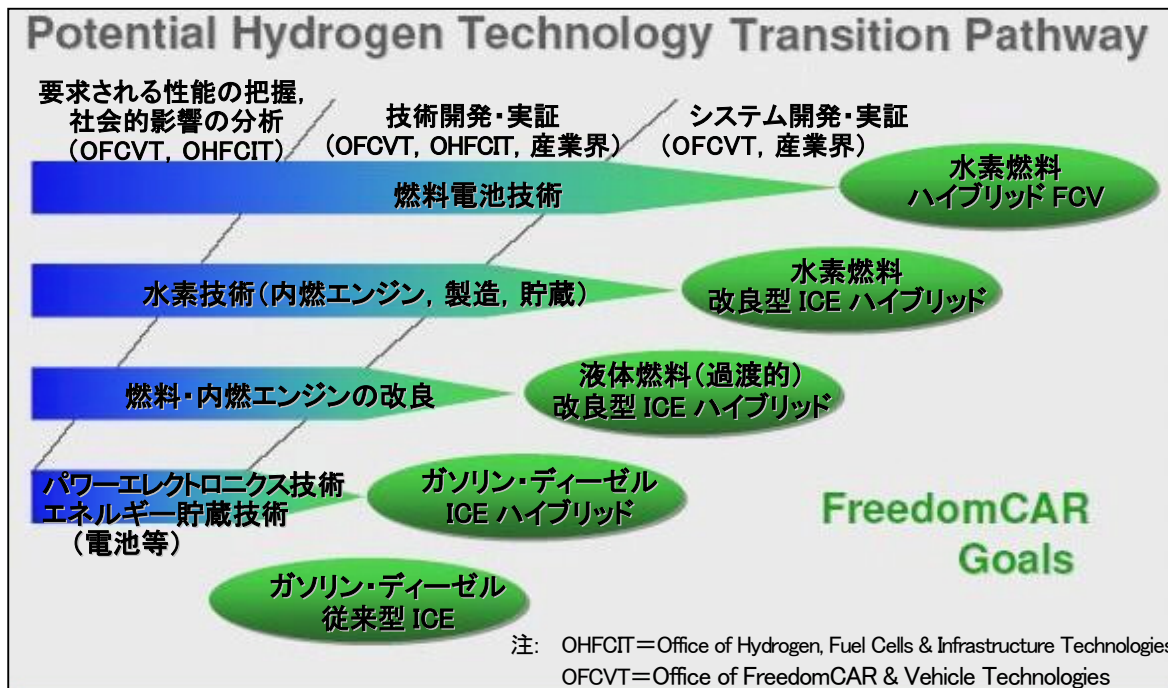 Potential Hydrogen Technology Transition Pathway
要求される性能の把握,
社会的影響の分析
(OFCVT, OHFCIT)
技術開発・実証
(OFCVT, OHFCIT, 産業界)
システム開発・実証
(OFCVT, 産業界)
燃料電池技術
水素燃料
ハイブリッド FCV
水素技術(内燃エンジン, 製造, 貯蔵)
水素燃料
改良型 ICE ハイブリッド
燃料・内燃エンジンの改良
液体燃料(過渡的)
改良型 ICE ハイブリッド
パワーエレクトロニクス技術
エネルギー貯蔵技術
(電池等)
ガソリン・ディーゼル
ICE ハイブリッド
FreedomCAR
Goals
ガソリン・ディーゼル
従来型 ICE
注: OHFCIT=Office of Hydrogen, Fuel Cells & Infrastructure Technologies
OFCVT=Office of FreedomCAR & Vehicle Technologies